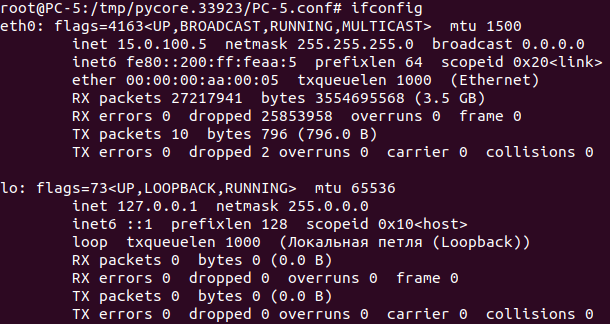 root@PC-5:/tmp/pycore.33923/PC-5.conf# ifconfig
eth0: flags=4163<UP,BROADCAST,RUNNING,MULTICAST>  mtu 1500
        inet 15.0.100.5  netmask 255.255.255.0  broadcast 0.0.0.0
        inet6 fe80::200:ff:feaa:5  prefixlen 64  scopeid 0x20<link>
        ether 00:00:00:aa:00:05  txqueuelen 1000  (Ethernet)
        RX packets 27217941  bytes 3554695568 (3.5 GB)
        RX errors 0  dropped 25853958  overruns 0  frame 0
        TX packets 10  bytes 796 (796.0 B)
        TX errors 0  dropped 2 overruns 0  carrier 0  collisions 0

lo: flags=73<UP,LOOPBACK,RUNNING>  mtu 65536
        inet 127.0.0.1  netmask 255.0.0.0
        inet6 ::1  prefixlen 128  scopeid 0x10<host>
        loop  txqueuelen 1000  (Локальная петля (Loopback))
        RX packets 0  bytes 0 (0.0 B)
        RX errors 0  dropped 0  overruns 0  frame 0
        TX packets 0  bytes 0 (0.0 B)
        TX errors 0  dropped 0 overruns 0  carrier 0  collisions 0